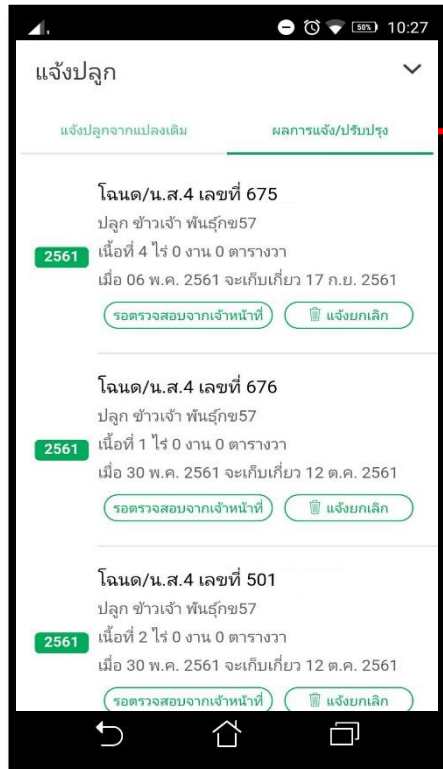 50% 10:27
แจ้งปลูก
แจ้งปลูกจากแปลงเดิม ผลการแจ้ง/ปรับปรุง
โฉนด/น.ส.4 เลขที่ 675
ปลูก ข้าวเจ้า พันธุ์กข57
2561 เนื้อที่ 4 ไร่ 0 งาน 0 ตารางวา
เมื่อ 06 พ.ค. 2561 จะเก็บเกี่ยว 17 ก.ย. 2561
รอตรวจสอบจากเจ้าหน้าที่ แจ้งยกเลิก
โฉนด/น.ส.4 เลขที่ 676
ปลูก ข้าวเจ้า พันธุ์กข57
2561 เนื้อที่ 1 ไร่ 0 งาน 0 ตารางวา
เมื่อ 30 พ.ค. 2561 จะเก็บเกี่ยว 12 ต.ค. 2561
รอตรวจสอบจากเจ้าหน้าที่ แจ้งยกเลิก
โฉนด/น.ส.4 เลขที่ 501
ปลูก ข้าวเจ้า พันธุ์กข57
2561 เนื้อที่ 2 ไร่ 0 งาน 0 ตารางวา
เมื่อ 30 พ.ค. 2561 จะเก็บเกี่ยว 12 ต.ค. 2561
รอตรวจสอบจากเจ้าหน้าที่ แจ้งยกเลิก